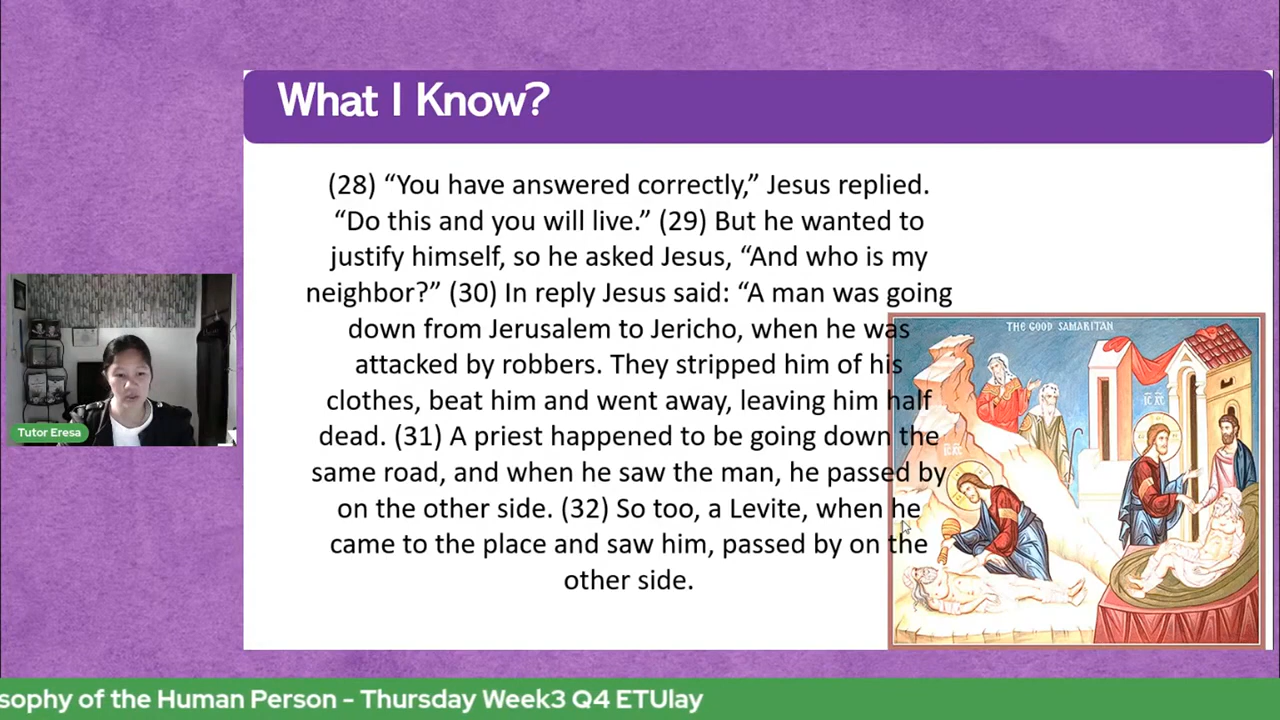 What I Know?
(28) “You have answered correctly,” Jesus replied.
“Do this and you will live.” (29) But he wanted to
justify himself, so he asked Jesus, “And who is my
neighbor?” (30) In reply Jesus said: “A man was going
down from Jerusalem to Jericho, when he was
attacked by robbers. They stripped him of his
clothes, beat him and went away, leaving him half
dead. (31) A priest happened to be going down the
same road, and when he saw the man, he passed by
on the other side. (32) So too, a Levite, when he
came to the place and saw him, passed by on the
other side.
THE GOOD SAMARITAN
IC XC
IC XC
Tutor Eresa
sophy of the Human Person - Thursday Week3 Q4 ETUlay